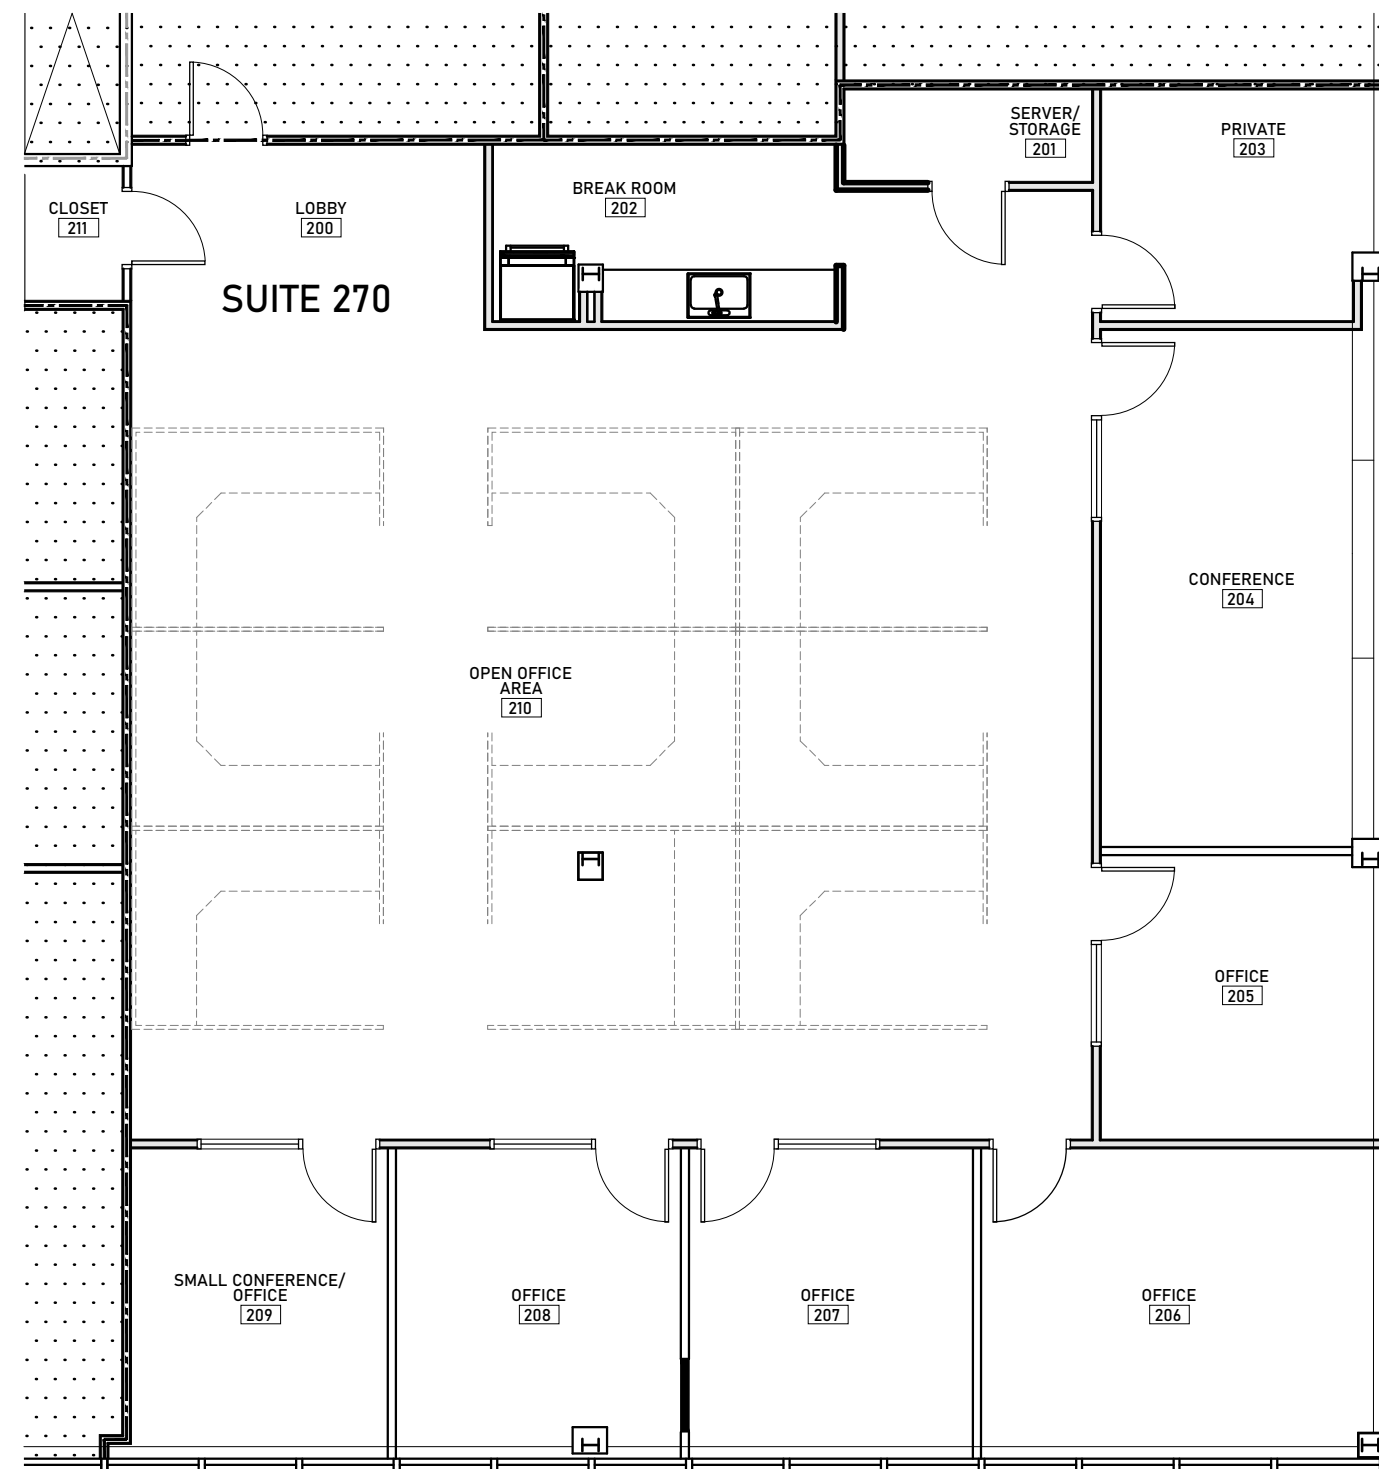 SERVER/
STORAGE
201
PRIVATE
203
BREAK ROOM
202
CLOSET
211
LOBBY
200
SUITE 270
CONFERENCE
204
OPEN OFFICE
AREA
210
OFFICE
205
SMALL CONFERENCE/
OFFICE
209
OFFICE
208
OFFICE
207
OFFICE
206